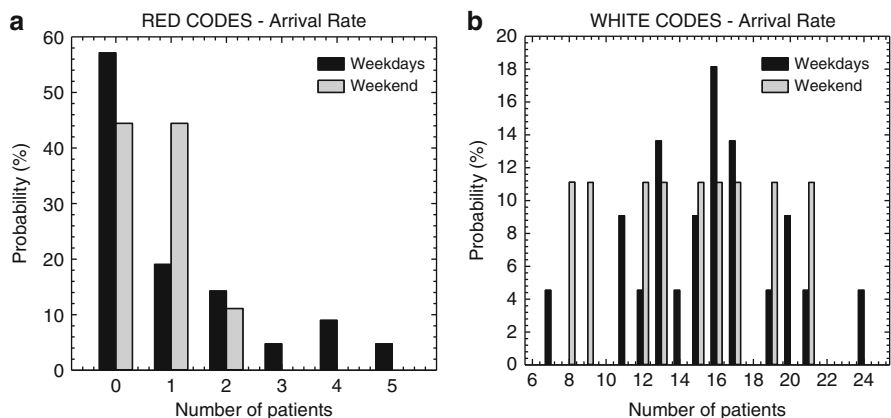 a
RED CODES - Arrival Rate
Probability (%)
60
50
40
30
20
10
0
Weekdays
Weekend
0 1 2 3 4 5
Number of patients
b
WHITE CODES - Arrival Rate
Probability (%)
20
18
16
14
12
10
8
6
4
2
0
Weekdays
Weekend
6 8 10 12 14 16 18 20 22 24
Number of patients